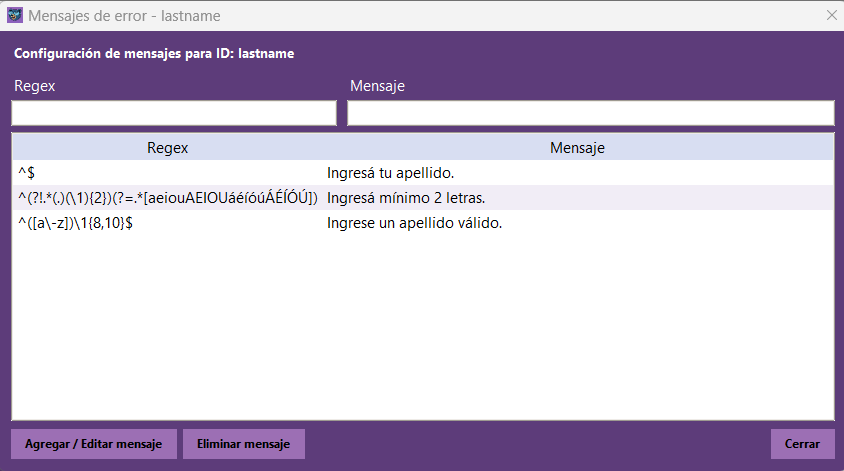 Mensajes de error - lastname
Configuración de mensajes para ID: lastname
Regex Mensaje
Regex Mensaje
^$ Ingresá tu apellido.
^(?!.*(.)(\1){2})(?=.*[aeiouAEIOUáéíóúÁÉÍÓÚ]) Ingresá mínimo 2 letras.
^([a\-z])\1{8,10}$ Ingrese un apellido válido.
Agregar / Editar mensaje Eliminar mensaje Cerrar